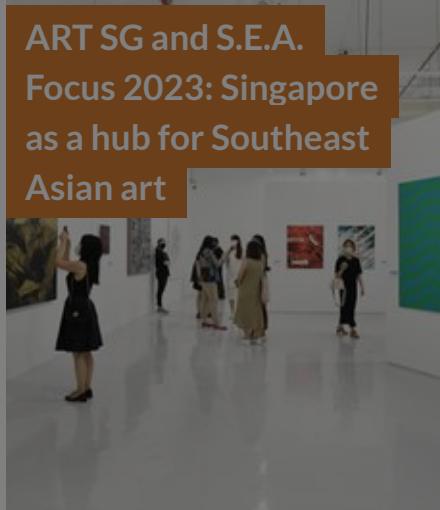 ART SG and S.E.A.
Focus 2023: Singapore
as a hub for Southeast
Asian art